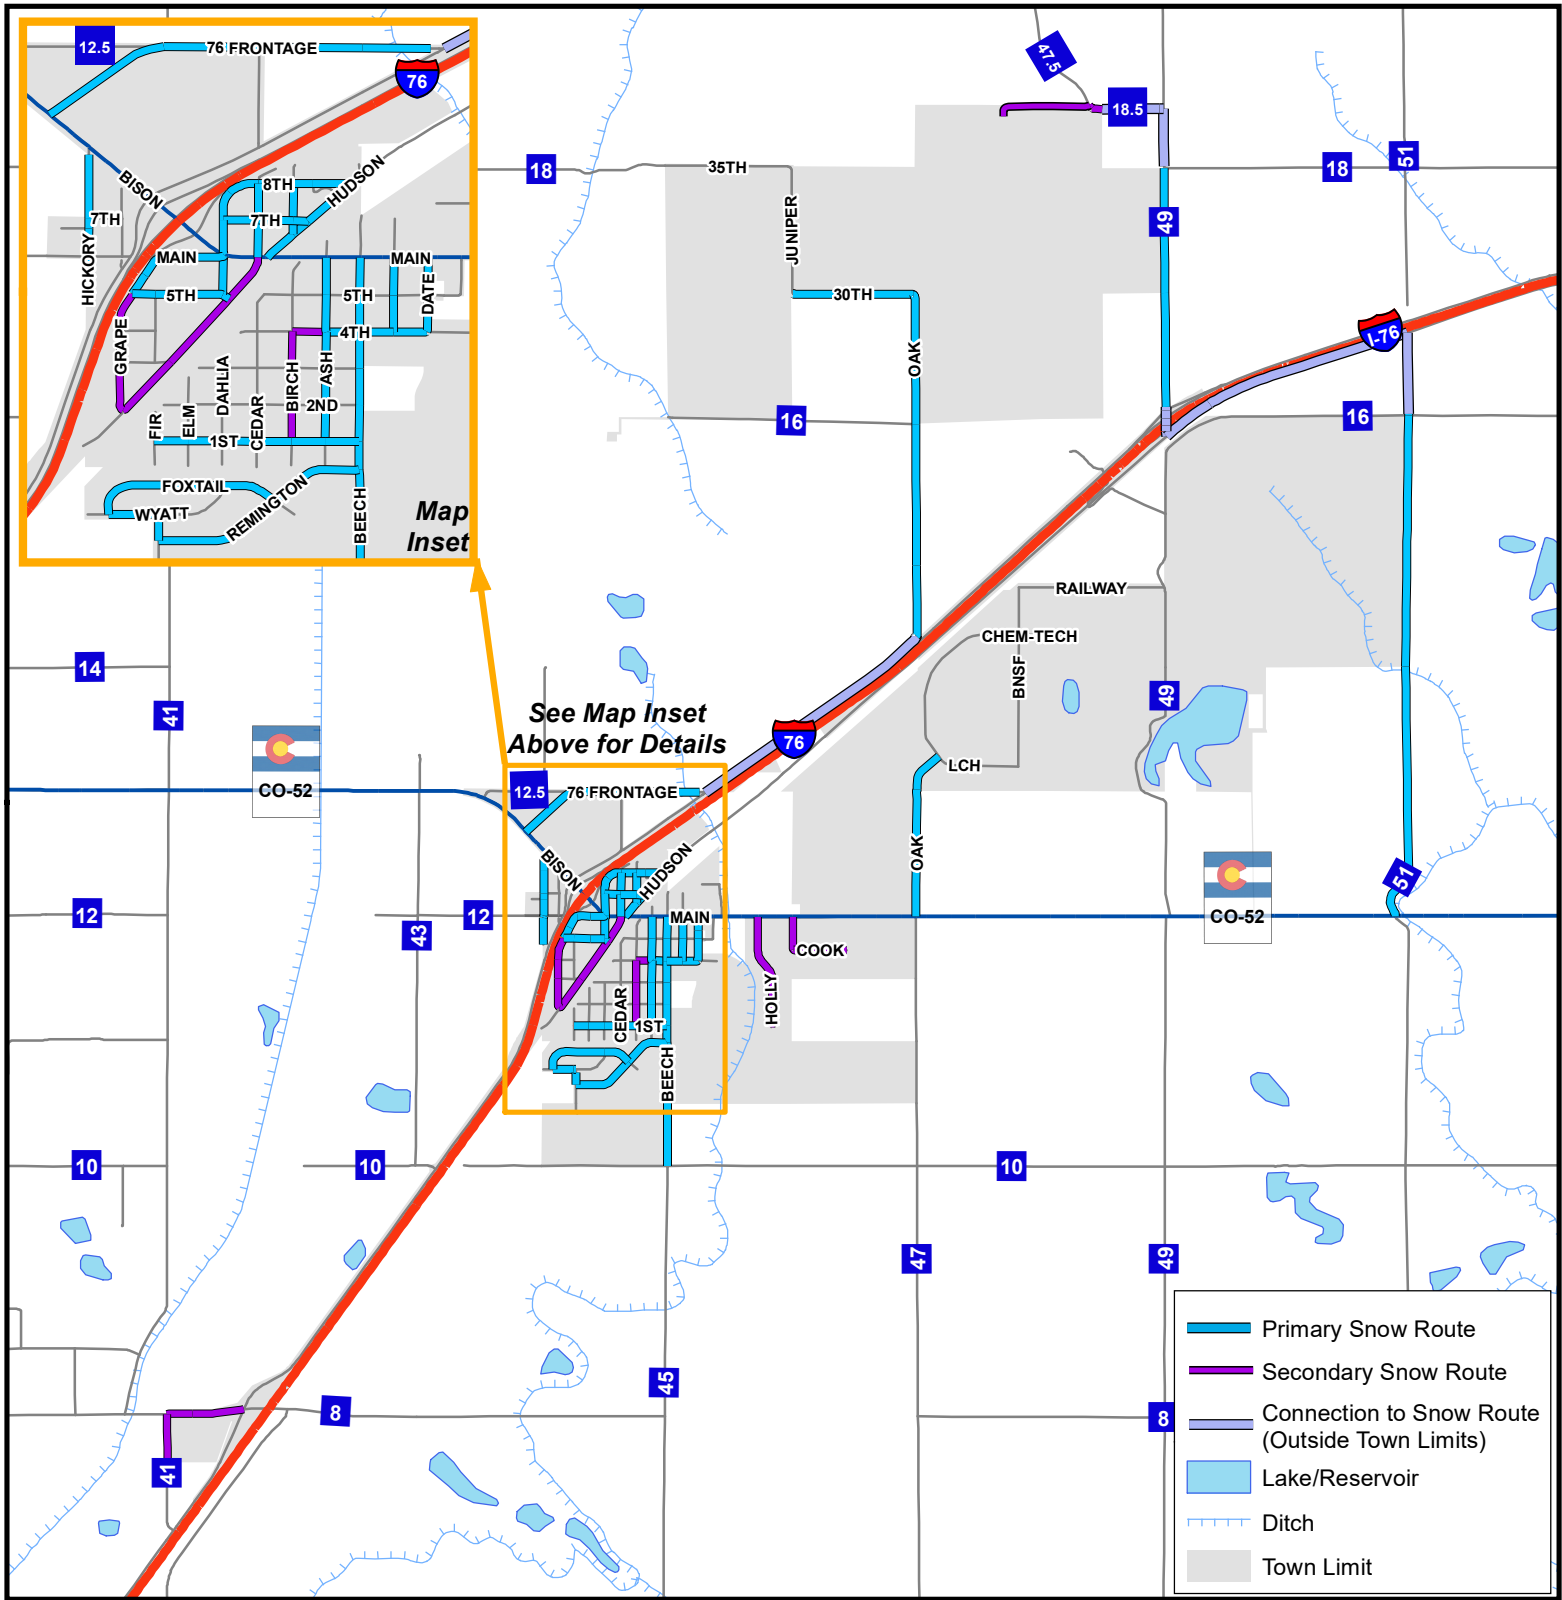 12.5
76 FRONTAGE
76
BISON
8TH
HUDSON
7TH
7TH
HICKORY
MAIN
MAIN
5TH
5TH
DATE
4TH
GRAPE
DAHLIA
BIRCH
ASH
FIR
ELM
CEDAR
2ND
1ST
FOXTAIL
WYATT
REMINGTON
BEECH
Map
Inset
47.5
18.5
18
35TH
18
51
JUNIPER
49
30TH
I-76
OAK
16
16
RAILWAY
CHEM-TECH
BNSF
14
41
49
See Map Inset
Above for Details
76
LCH
CO-52
12.5
76 FRONTAGE
BISON
HUDSON
OAK
51
12
43
12
MAIN
CO-52
COOK
HOLLY
CEDAR
1ST
BEECH
10
10
10
47
49
45
8
8
41
Primary Snow Route
Secondary Snow Route
Connection to Snow Route
(Outside Town Limits)
Lake/Reservoir
Ditch
Town Limit